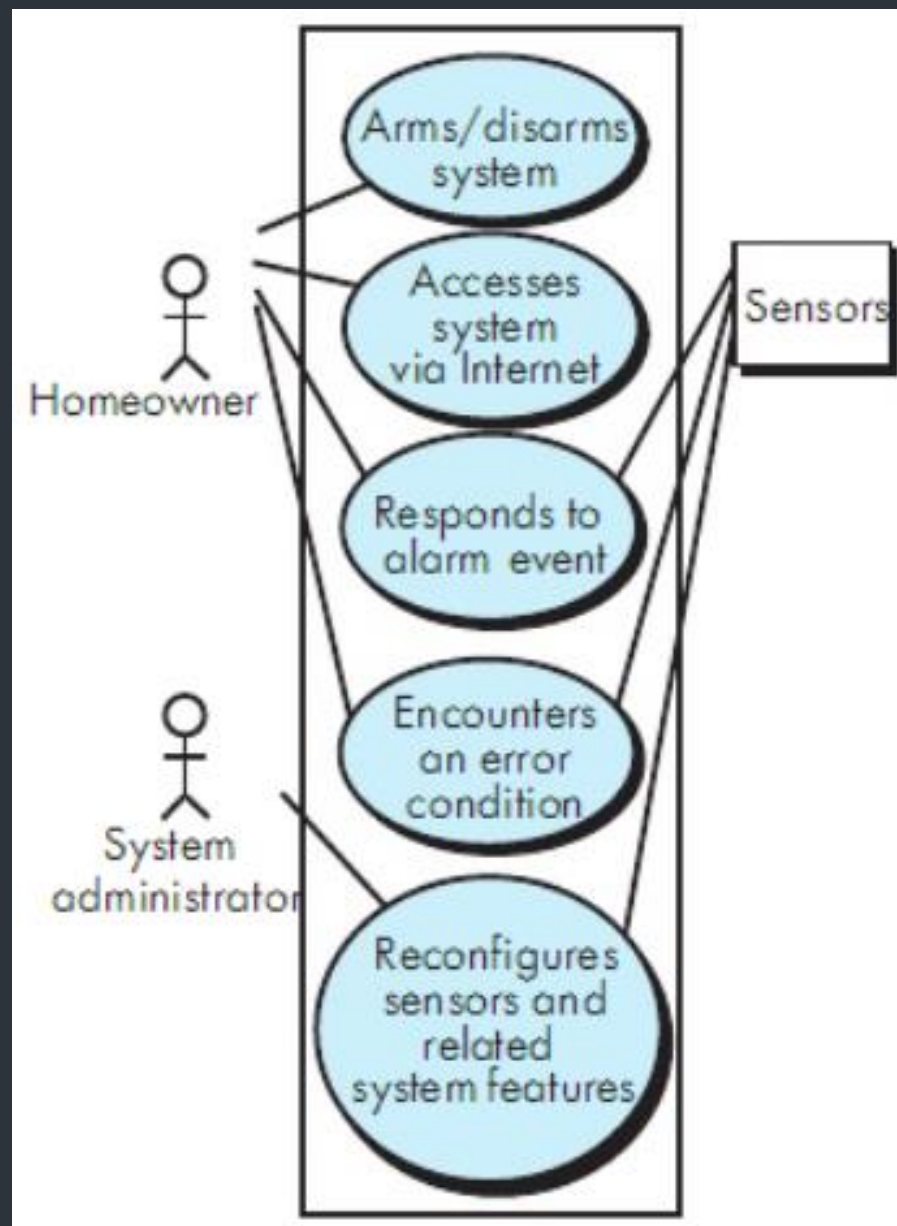 Arms/disarms
system
Accesses
system
via Internet
Sensors
Homeowner
Responds to
alarm event
Encounters
an error
condition
System
administrator
Reconfigures
sensors and
related
system features